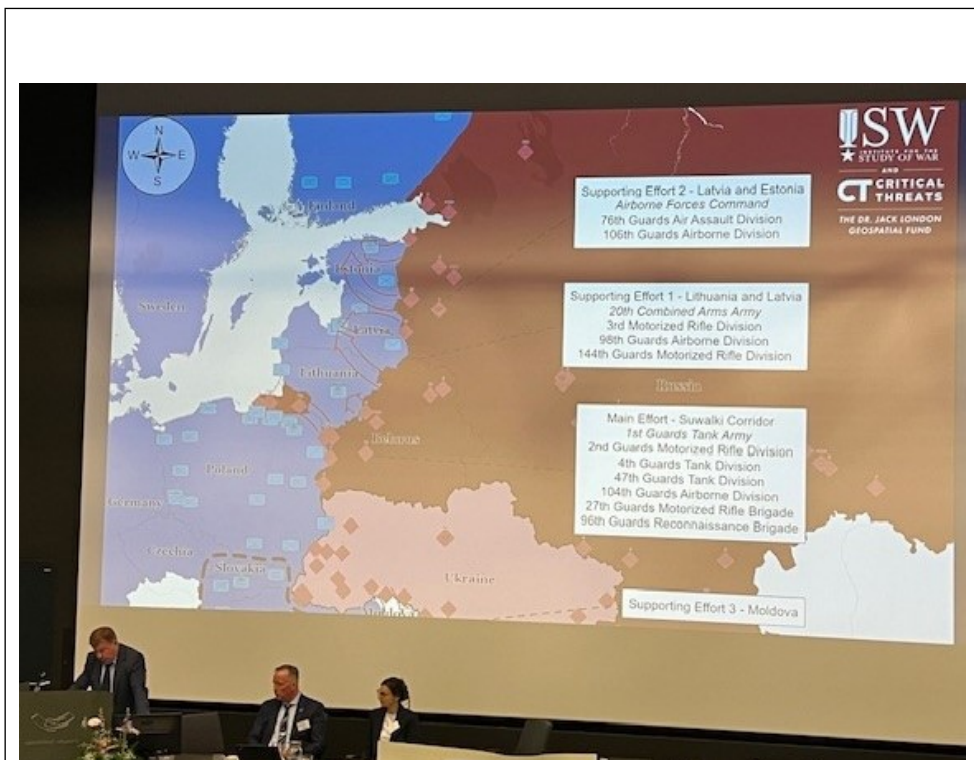 N
W E
S
ISW
INSTITUTE FOR THE
STUDY OF WAR
AND
CT CRITICAL
THREATS
THE DR. JACK LONDON
GEOSPATIAL FUND
Supporting Effort 2 - Latvia and Estonia
Airborne Forces Command
76th Guards Air Assault Division
106th Guards Airborne Division
Finland
Estonia
Sweden
Latvia
Supporting Effort 1 - Lithuania and Latvia
20th Combined Arms Army
3rd Motorized Rifle Division
98th Guards Airborne Division
144th Guards Motorized Rifle Division
Lithuania
Russia
Main Effort - Suwalki Corridor
1st Guards Tank Army
2nd Guards Motorized Rifle Division
4th Guards Tank Division
47th Tank Division
104th Guards Airborne Division
27th Guards Motorized Rifle Brigade
96th Guards Reconnaissance Brigade
Belarus
Poland
Germany
Czechia
Slovakia
Ukraine
Moldova
Supporting Effort 3 - Moldova